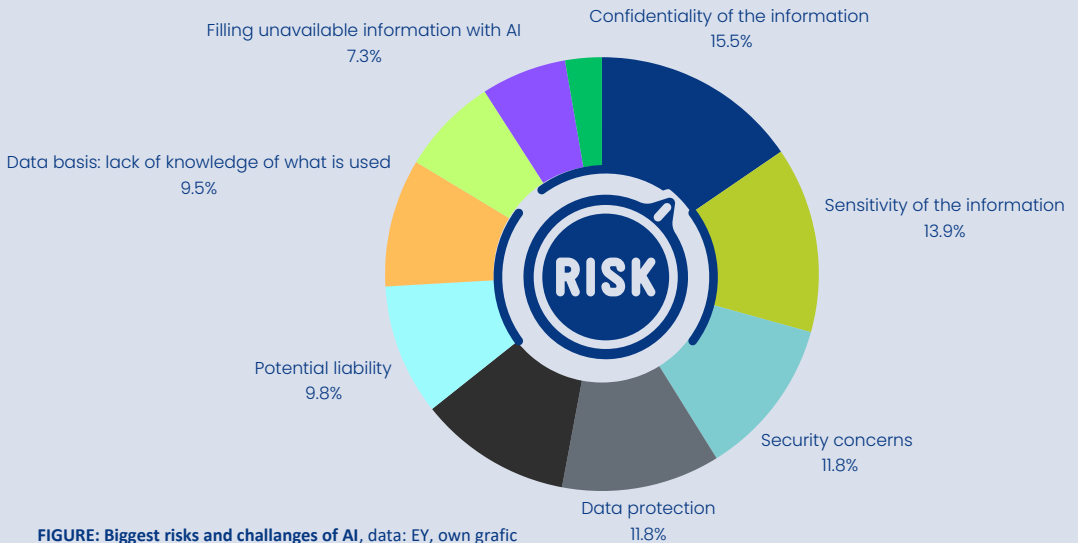 Confidentiality of the information
15.5%
Filling unavailable information with AI
7.3%
Data basis: lack of knowledge of what is used
9.5%
Sensitivity of the information
13.9%
RISK
Potential liability
9.8%
Security concerns
11.8%
Data protection
11.8%
FIGURE: Biggest risks and challanges of AI, data: EY, own grafic